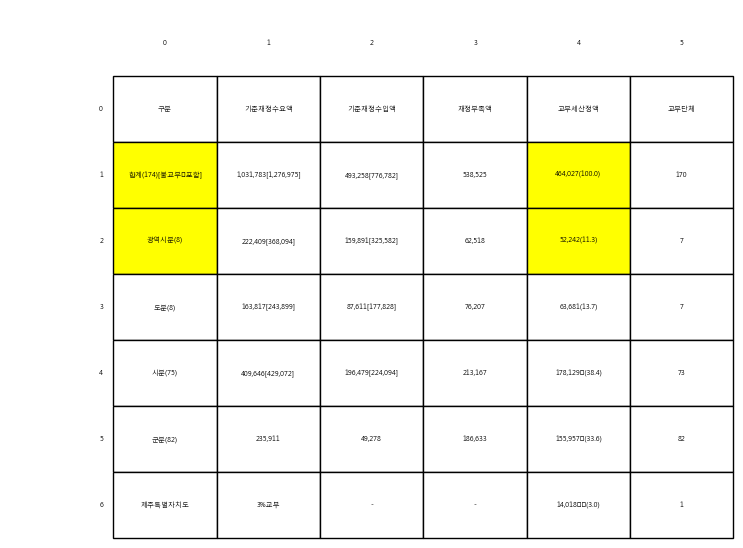 0 1 2 3 4 5
0 구분 기준재정수요액 기준재정수입액 재정부족액 교부세산정액 교부단체
1 합계(174)[불교부□포함] 1,031,783[1,276,975] 493,258[776,782] 538,525 464,027(100.0) 170
2 광역시분(8) 222,409[368,094] 159,891[325,582] 62,518 52,242(11.3) 7
3 도분(8) 163,817[243,899] 87,611[177,828] 76,207 63,681(13.7) 7
4 시분(75) 409,646[429,072] 196,479[224,094] 213,167 178,129□(38.4) 73
5 군분(82) 235,911 49,278 186,633 155,957□(33.6) 82
6 제주특별자치도 3%교부 - - 14,018□□(3.0) 1